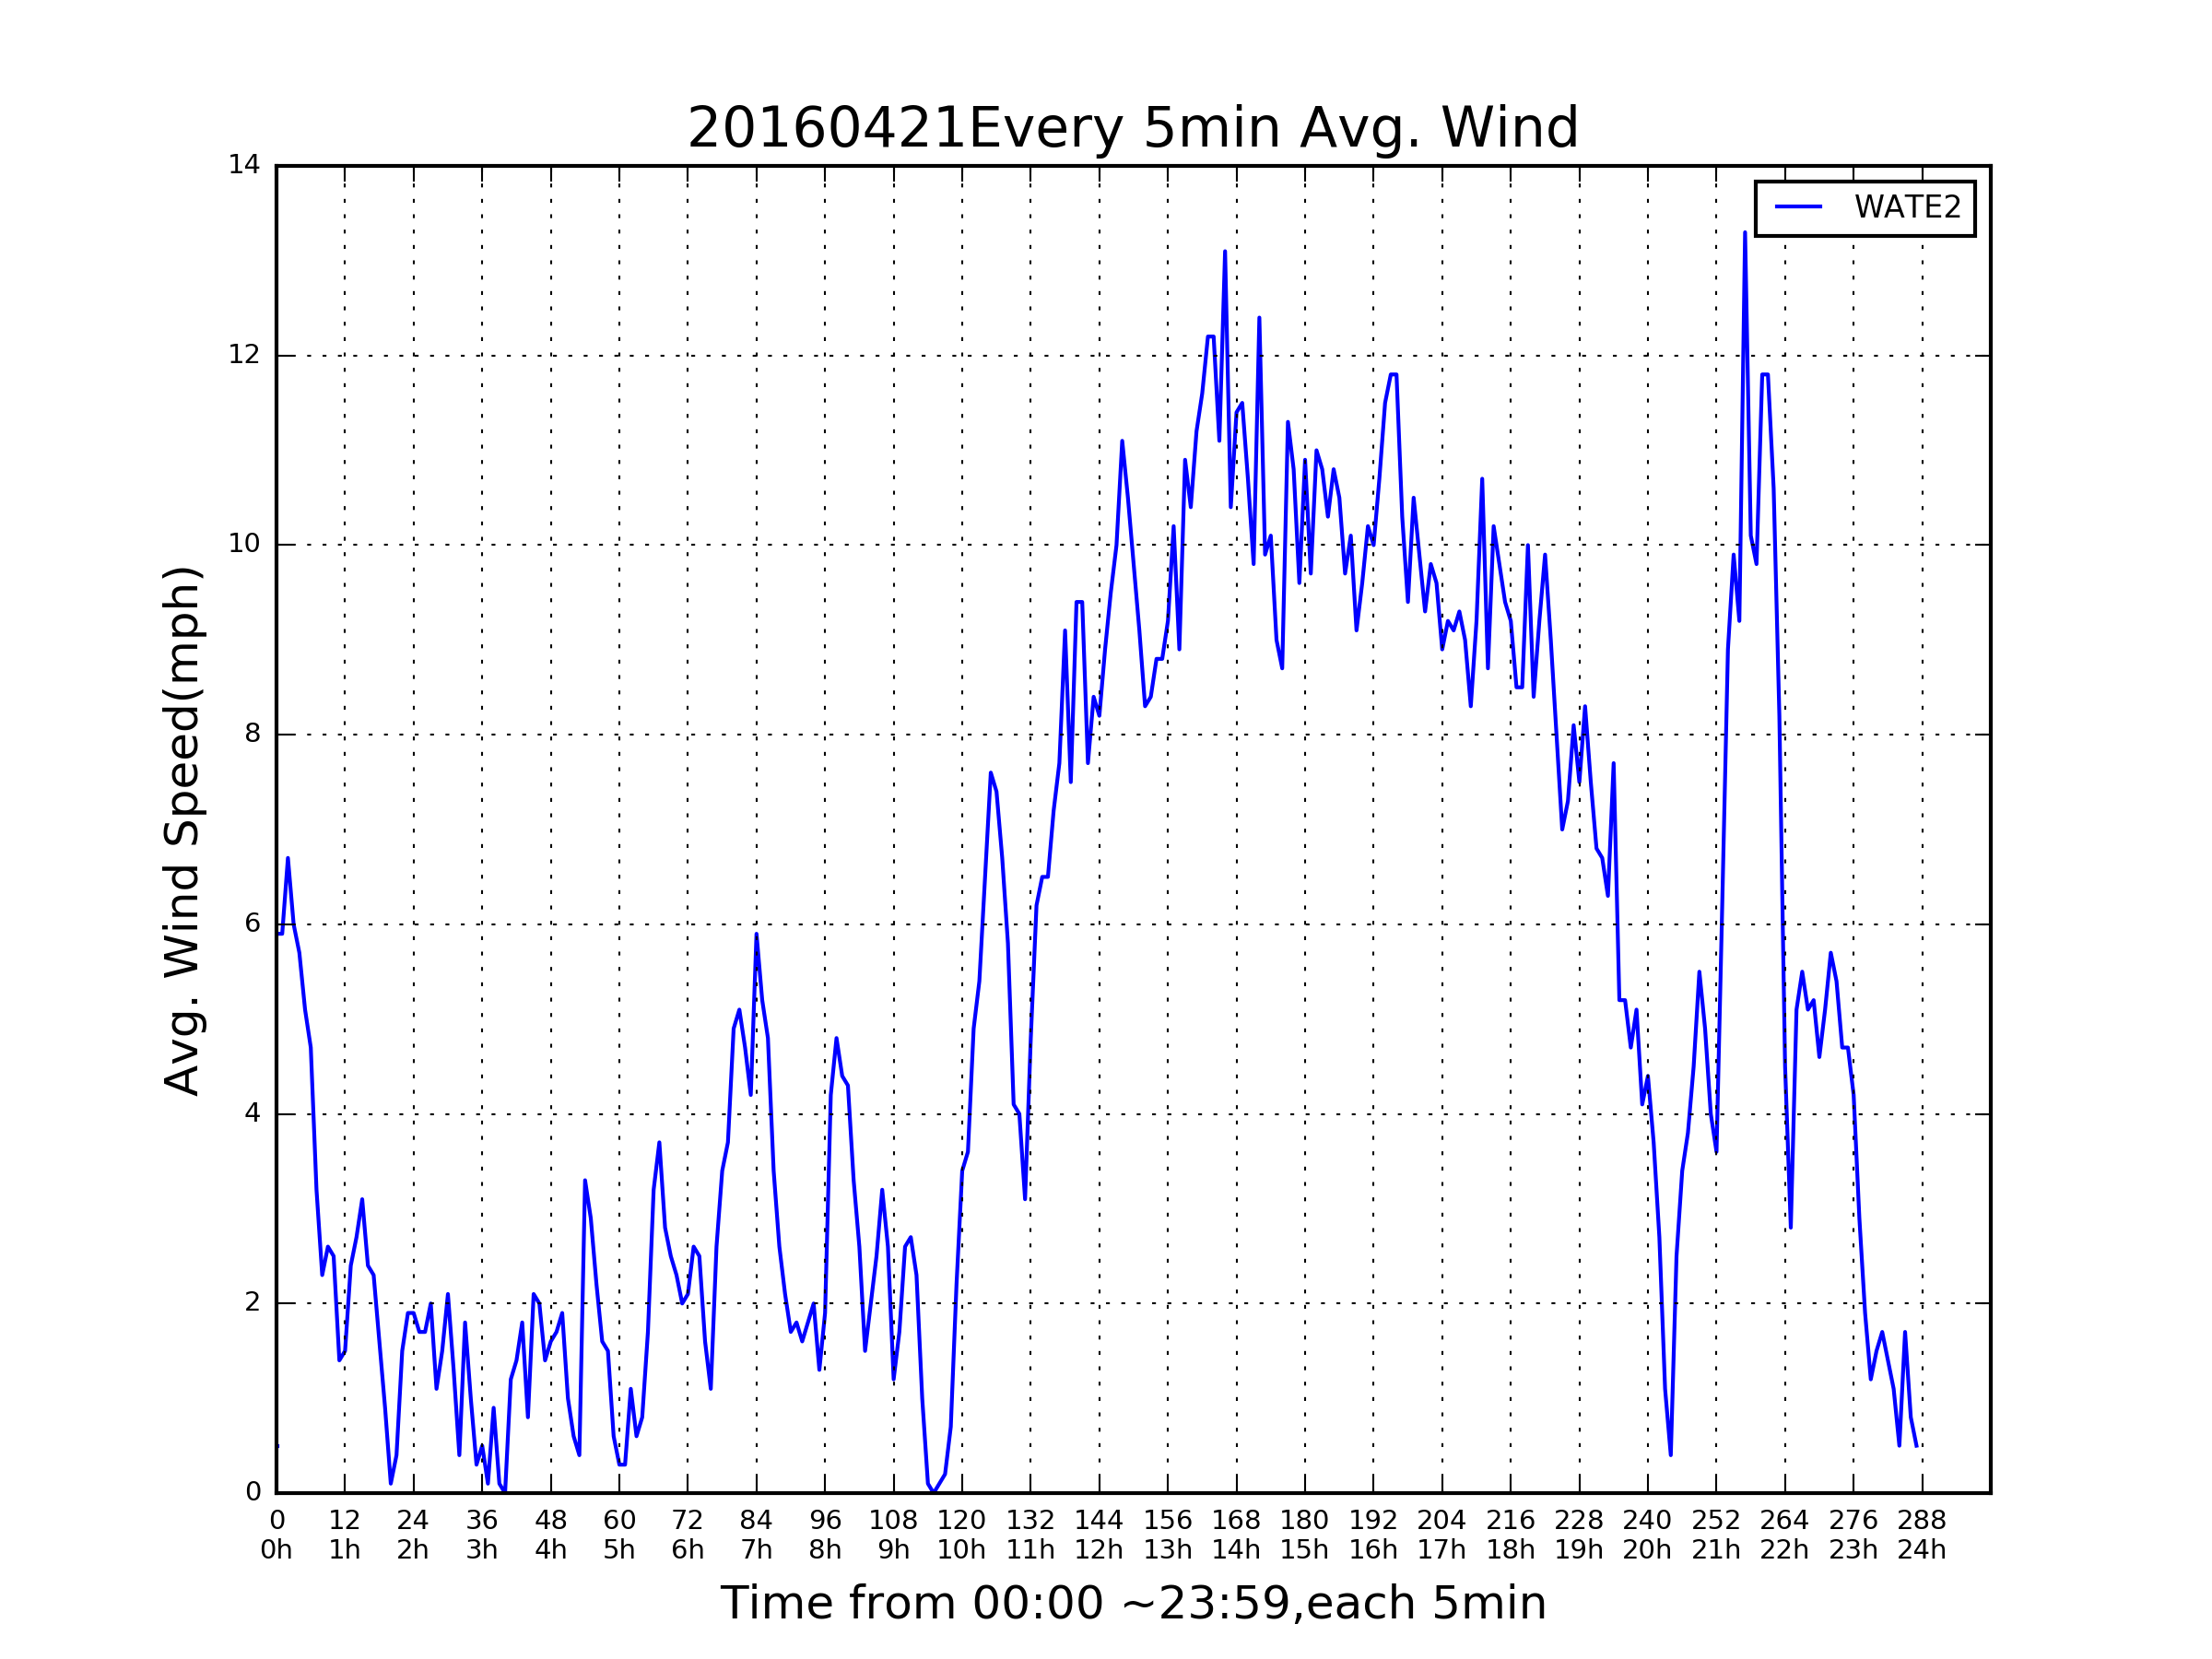 20160421Every 5min Avg. Wind
WATE2
Avg. Wind Speed(mph)
14
12
10
8
6
4
2
0
0 12 24 36 48 60 72 84 96 108 120 132 144 156 168 180 192 204 216 228 240 252 264 276 288
0h 1h 2h 3h 4h 5h 6h 7h 8h 9h 10h 11h 12h 13h 14h 15h 16h 17h 18h 19h 20h 21h 22h 23h 24h
Time from 00:00 ~23:59,each 5min